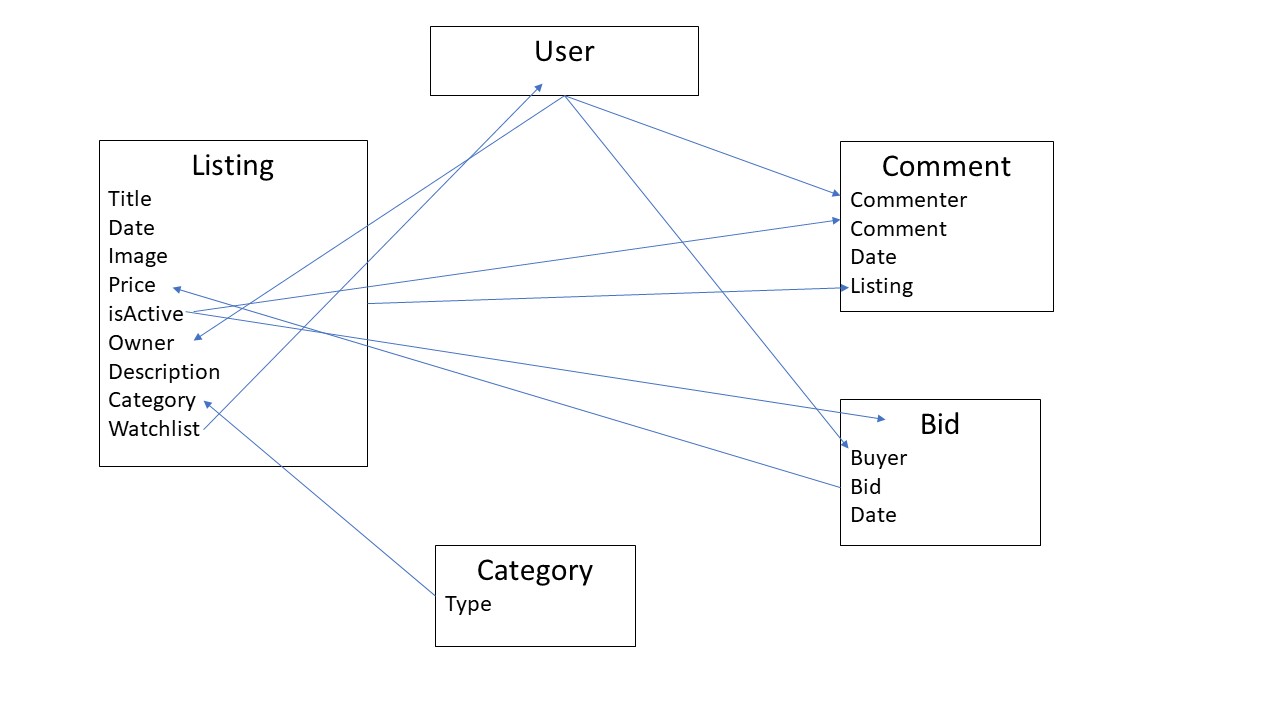 User
Listing
Title
Date
Image
Price
isActive
Owner
Description
Category
Watchlist
Comment
Commenter
Comment
Date
Listing
Bid
Buyer
Bid
Date
Category
Type